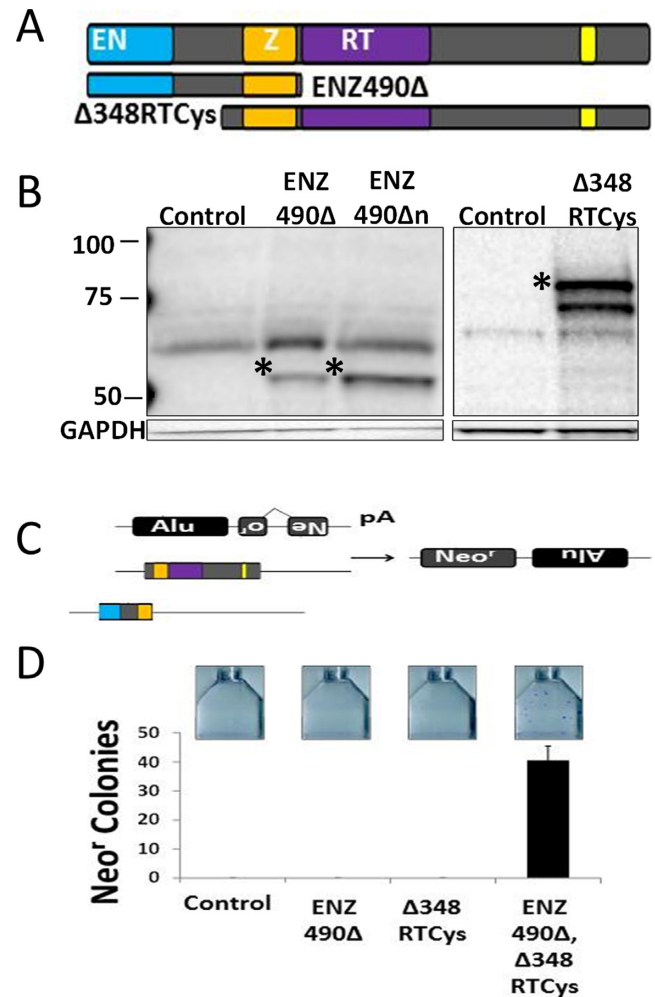 A
EN Z RT
ENZ490Δ
Δ348RTCys
B
Control ENZ 490Δ ENZ 490Δn Control Δ348 RTCys
100
75
50
*
*
*
GAPDH
C
Alu or Ne pA
Neor Alu
D
Neor Colonies
50
40
30
20
10
0
Control
ENZ 490Δ
Δ348 RTCys
ENZ 490Δ, Δ348 RTCys